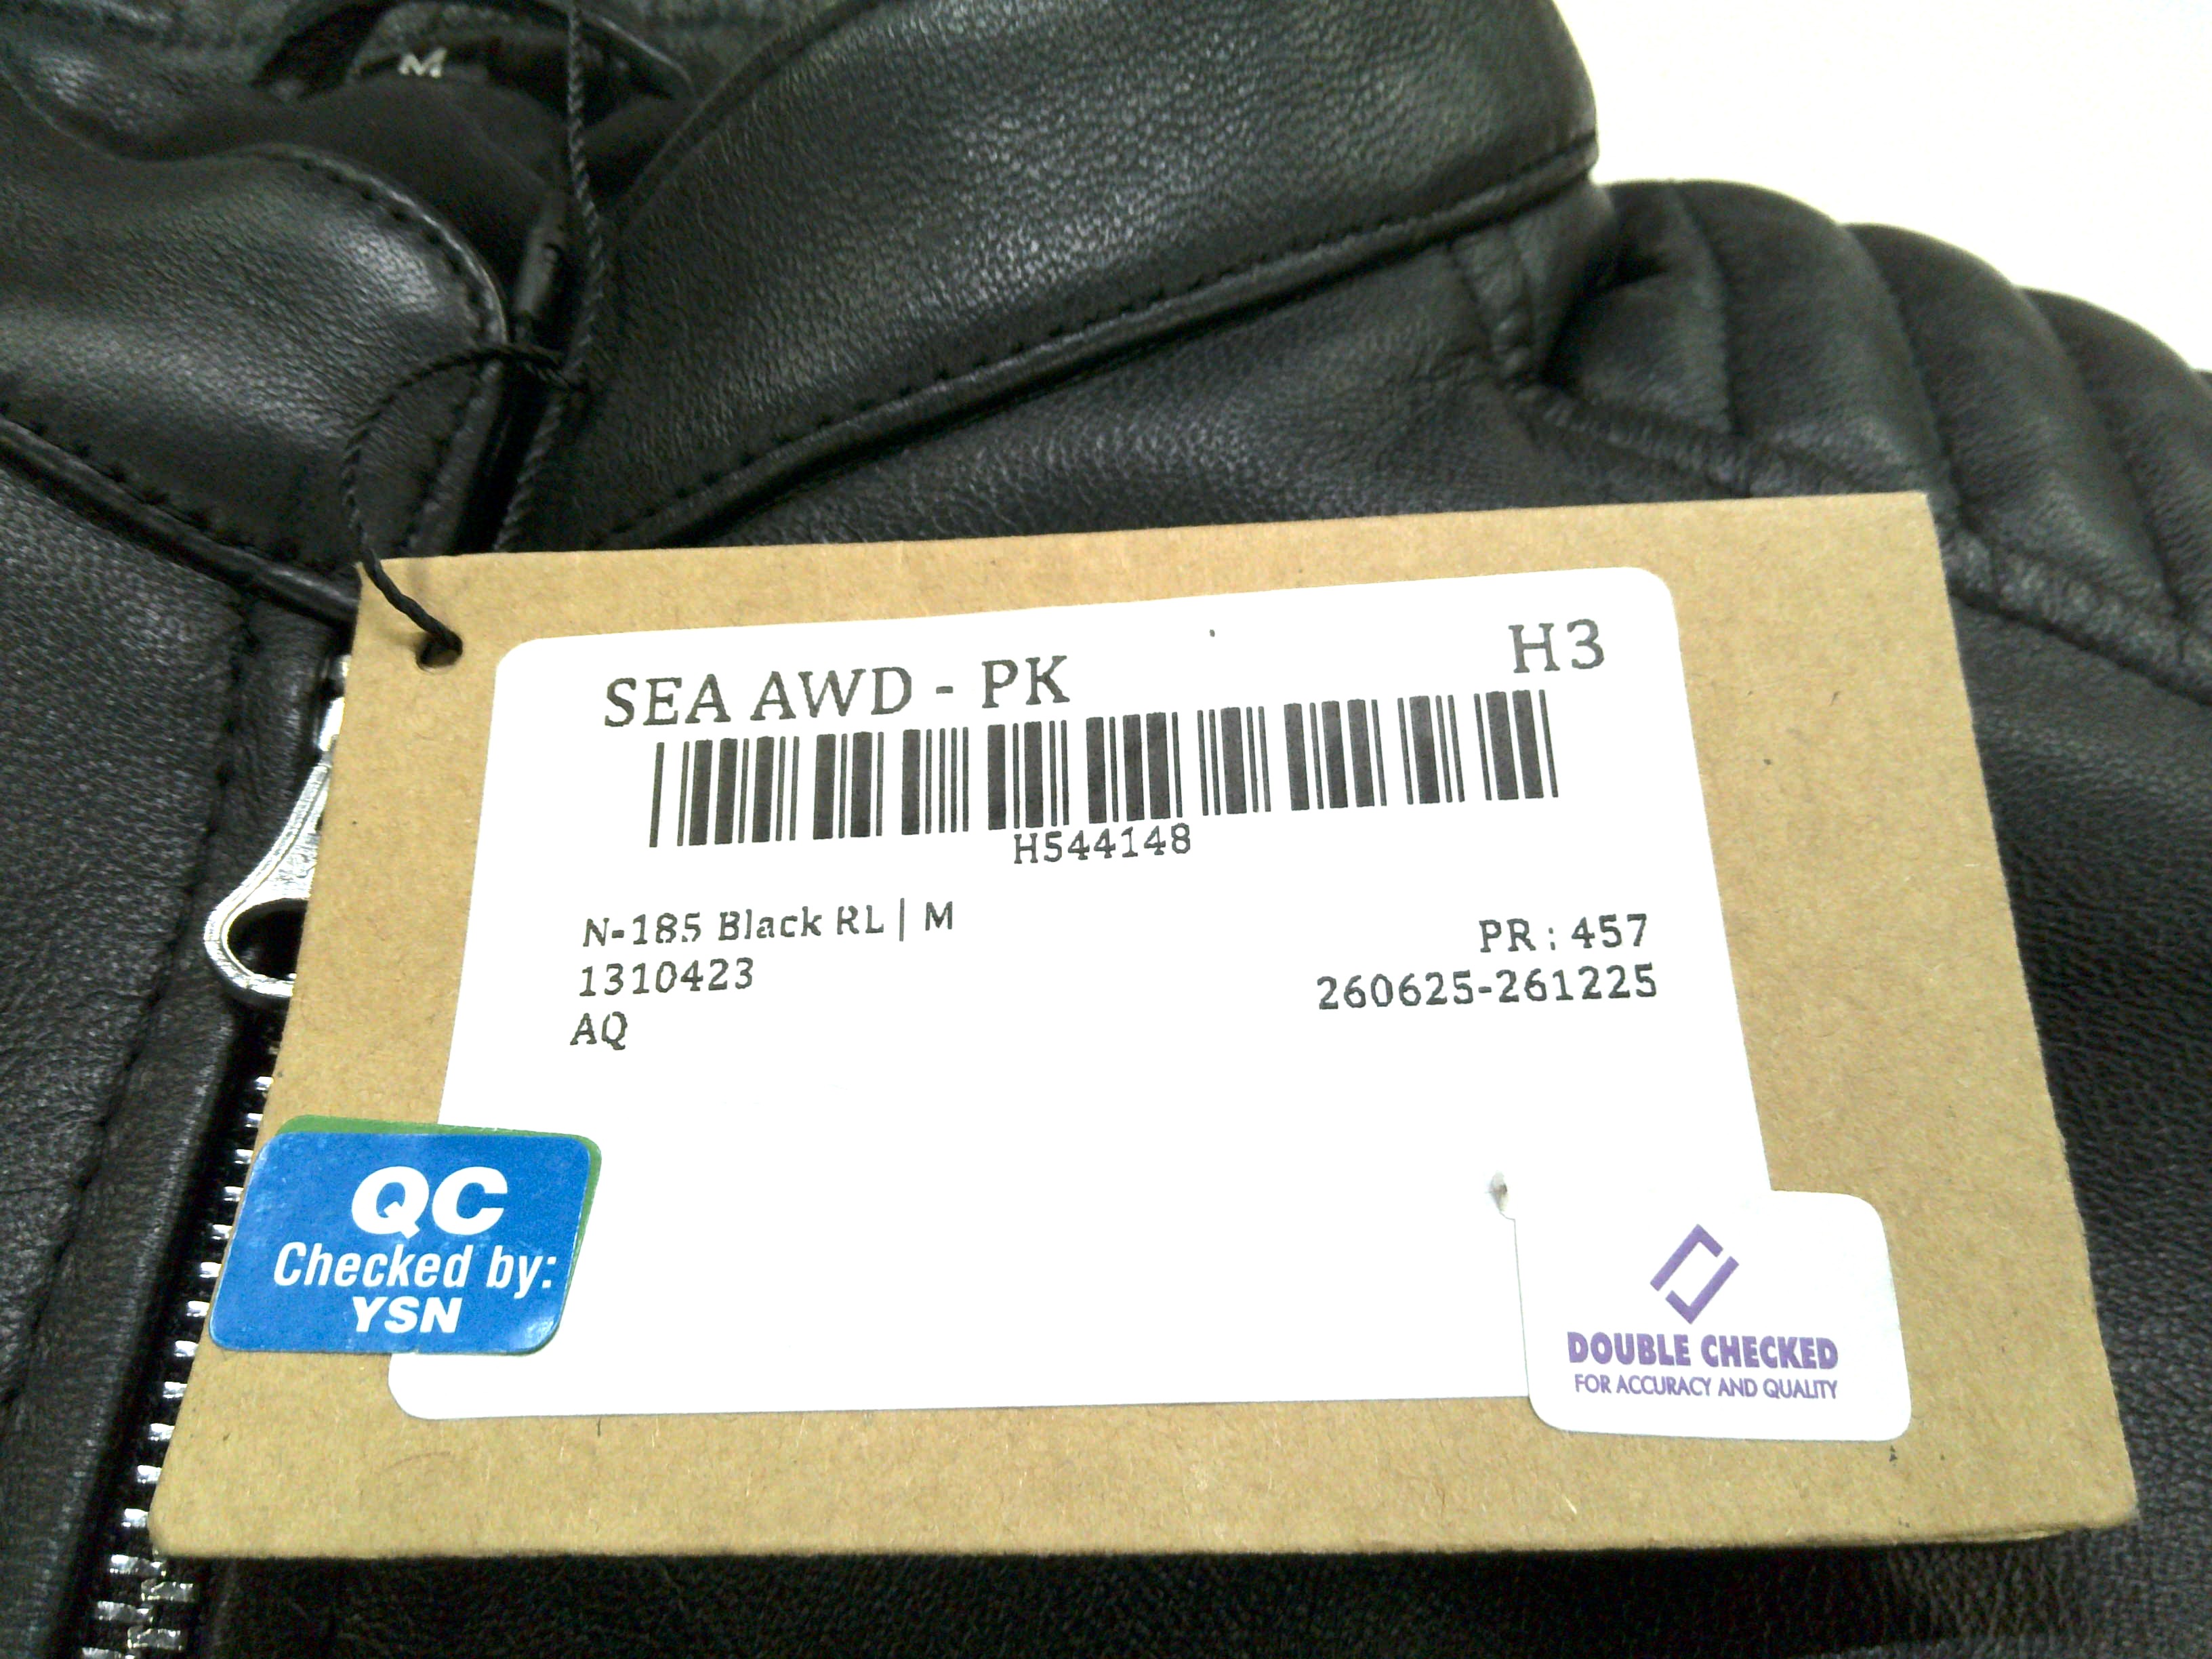 M
SEA AWD - PK
H3
H544148
N-185 Black RL | M
1310423
AQ
PR : 457
260625-261225
QC
Checked by:
YSN
DOUBLE CHECKED
FOR ACCURACY AND QUALITY